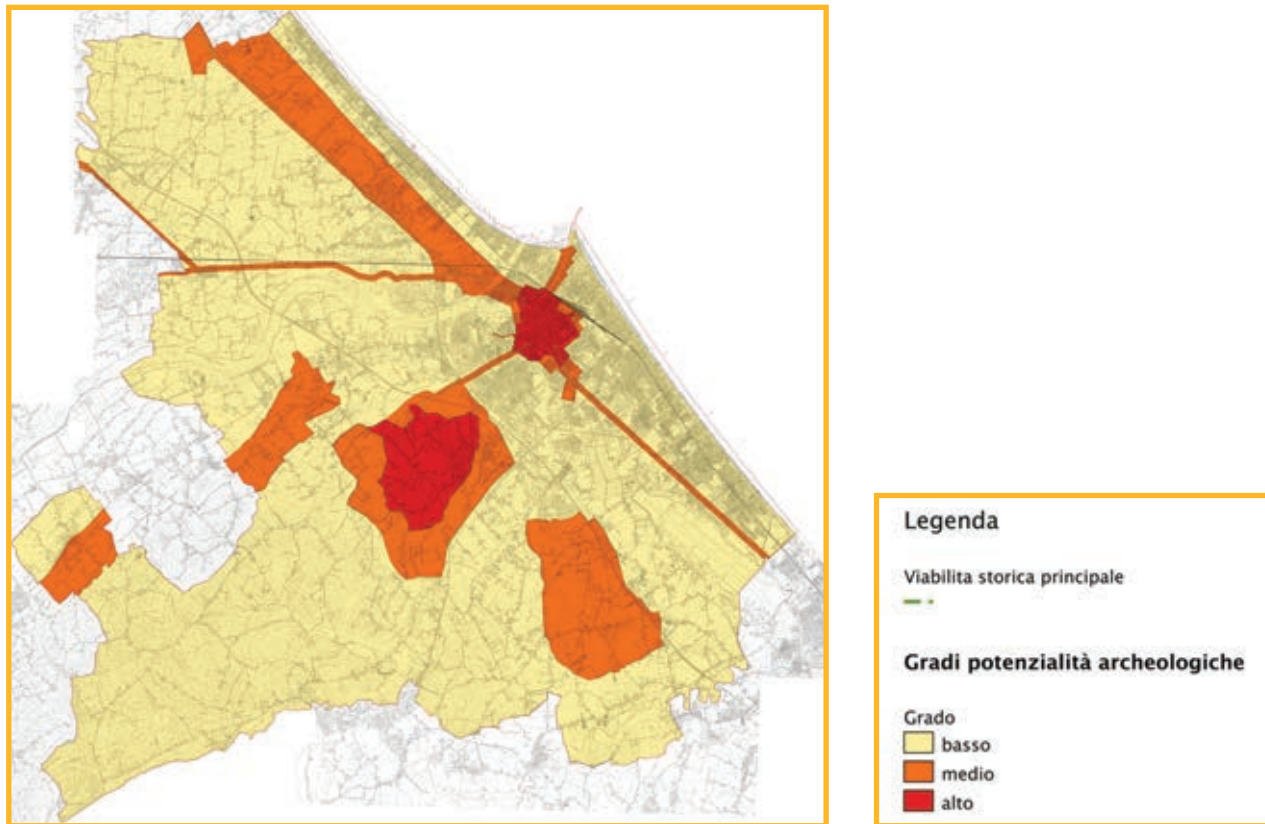 Legenda
Viabilita storica principale
Gradi potenzialità archeologiche
Grado
basso
medio
alto